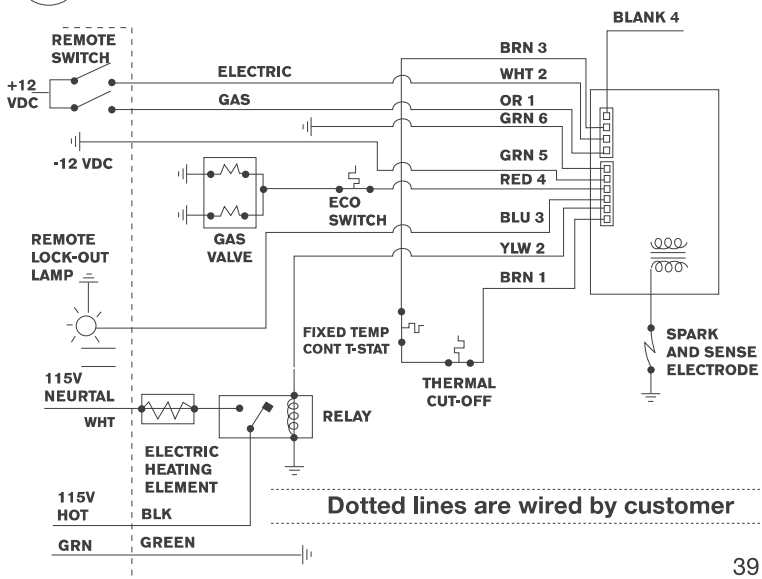 BLANK 4
REMOTE
SWITCH
BRN 3
+12
VDC
ELECTRIC
WHT 2
GAS
OR 1
GRN 6
-12 VDC
GRN 5
RED 4
ECO
SWITCH
GAS
VALVE
BLU 3
REMOTE
LOCK-OUT
LAMP
YLW 2
BRN 1
FIXED TEMP
CONT T-STAT
SPARK
AND SENSE
ELECTRODE
THERMAL
CUT-OFF
115V
NEURTAL
WHT
RELAY
ELECTRIC
HEATING
ELEMENT
115V
HOT
BLK
Dotted lines are wired by customer
GRN
GREEN
39